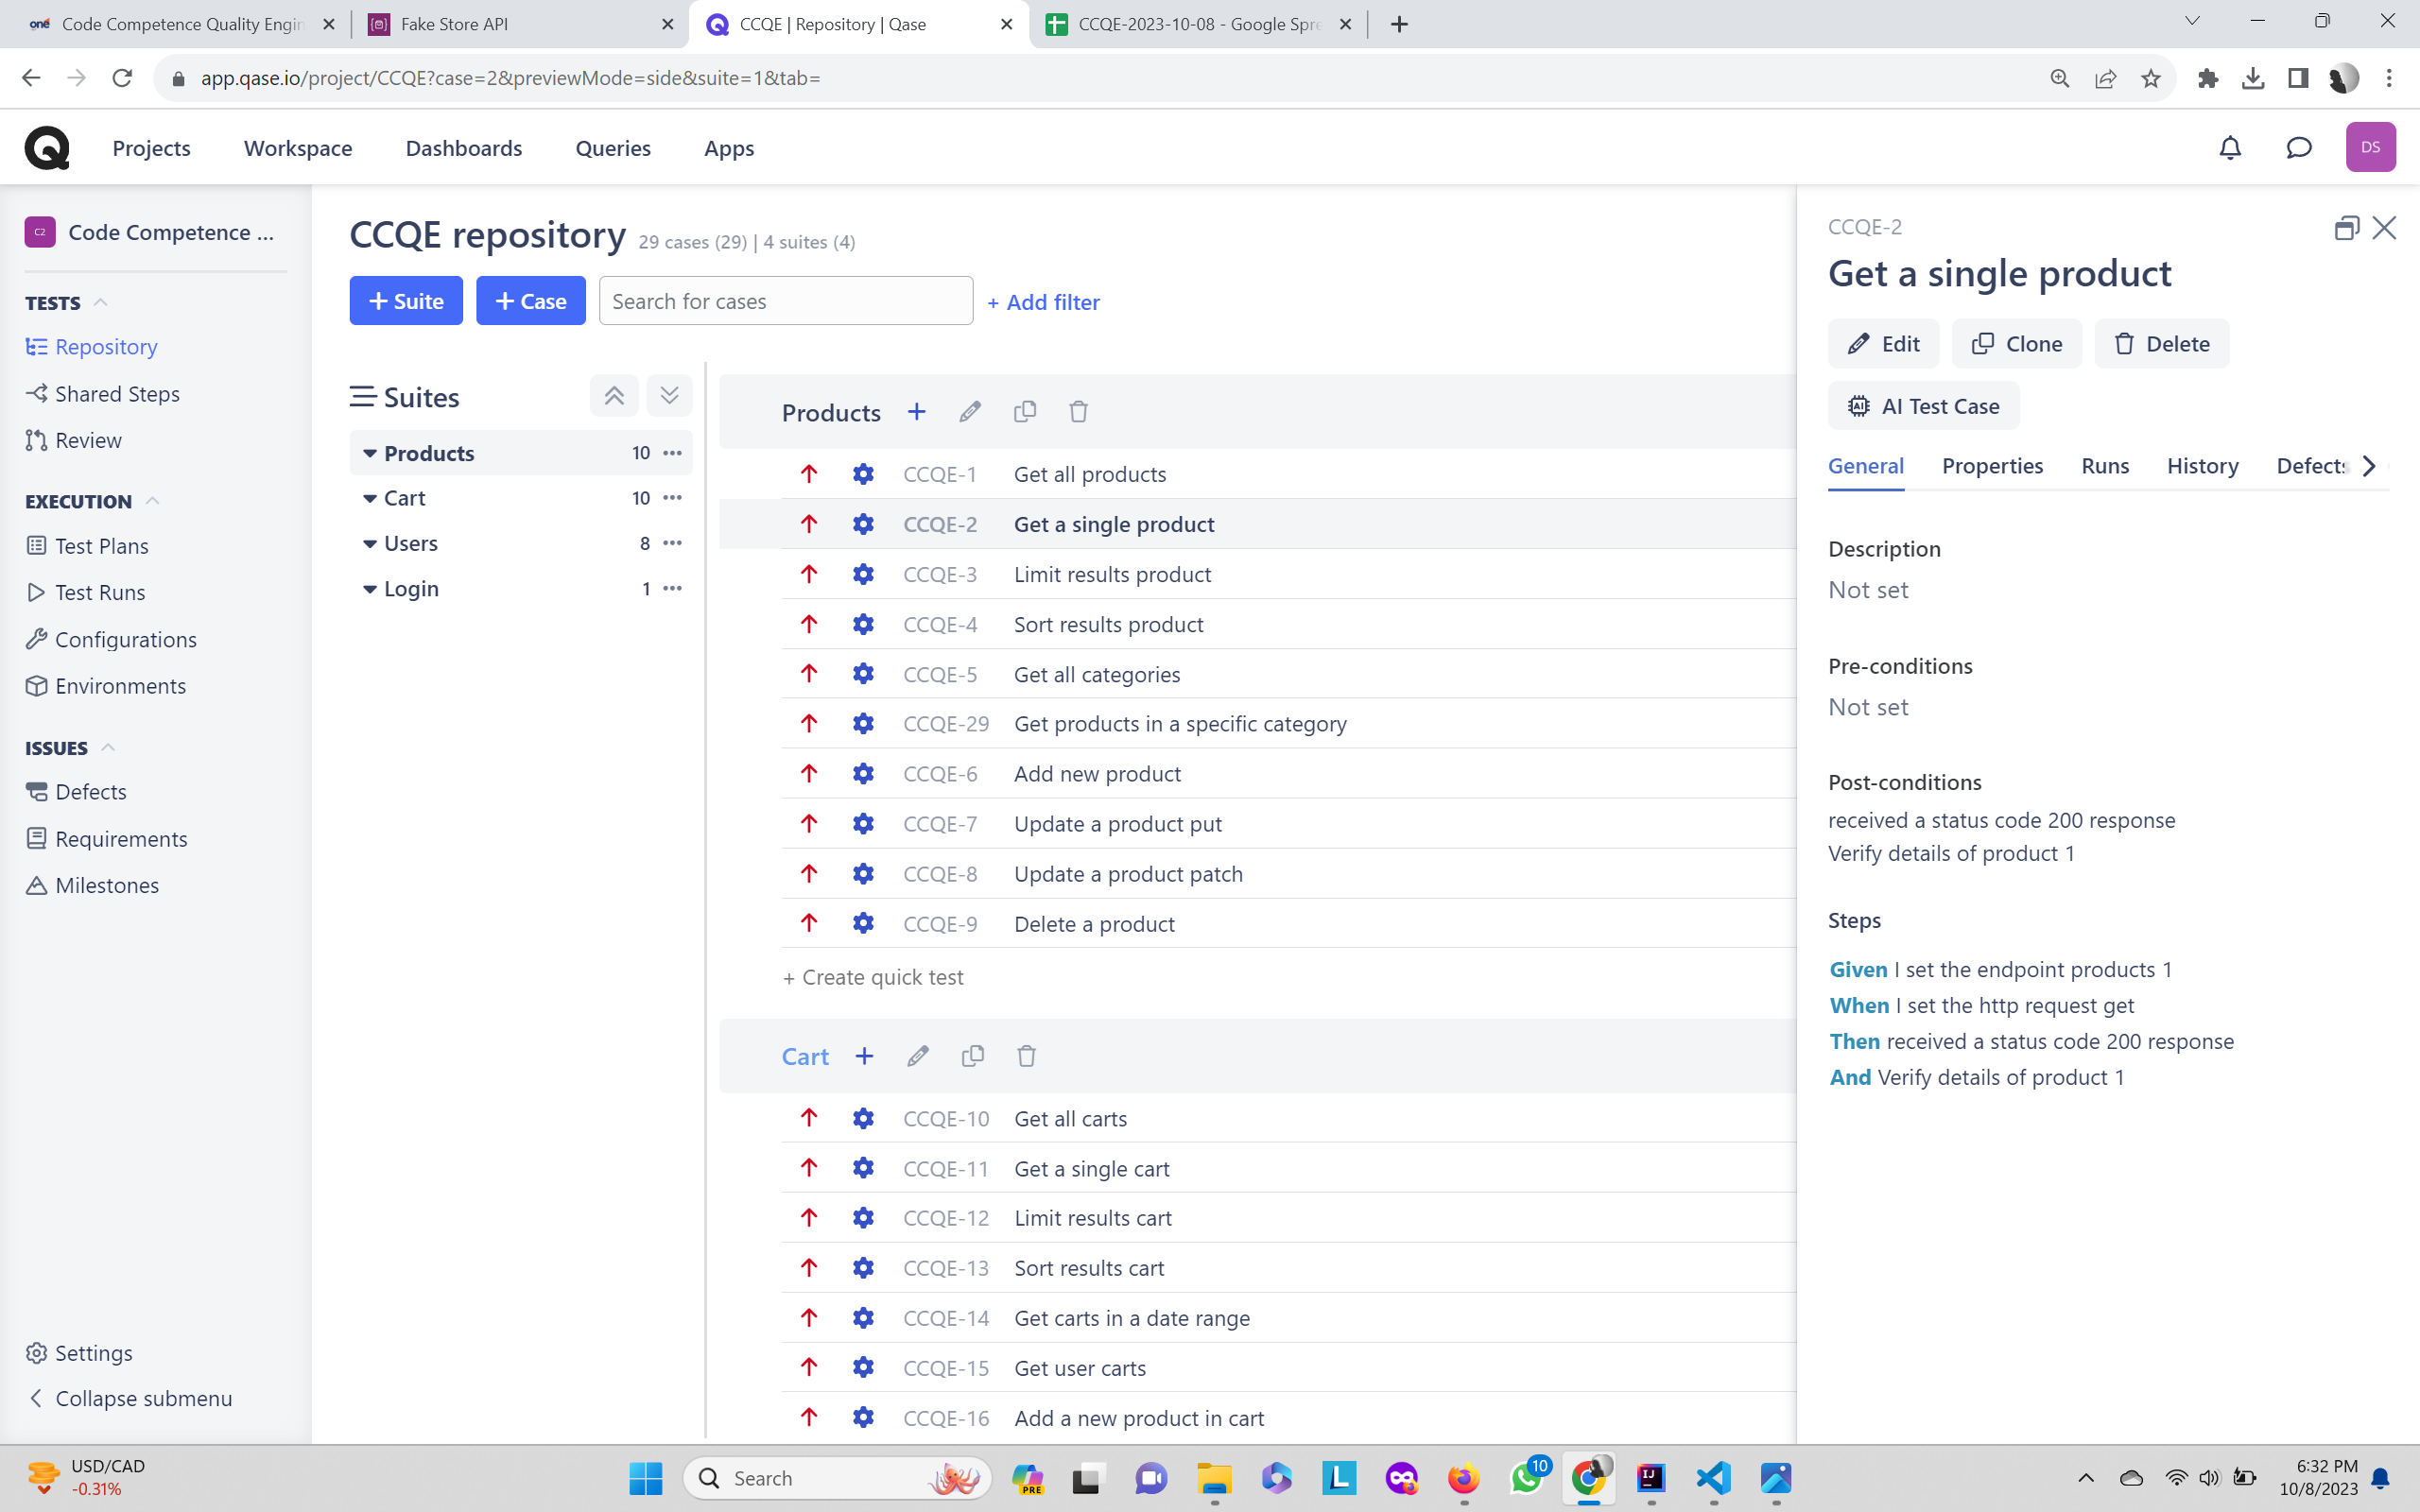 one Code Competence Quality Engin
Fake Store API
CCQE | Repository | Qase
CCQE-2023-10-08 - Google Spre
app.qase.io/project/CCQE?case=2&previewMode=side&suite=1&tab=
Projects
Workspace
Dashboards
Queries
Apps
DS
C2 Code Competence ...
TESTS
Repository
Shared Steps
Review
EXECUTION
Test Plans
Test Runs
Configurations
Environments
ISSUES
Defects
Requirements
Milestones
Settings
Collapse submenu
CCQE repository 29 cases (29) | 4 suites (4)
+ Suite
+ Case
Search for cases
+ Add filter
Suites
Products 10
Cart 10
Users 8
Login 1
Products
CCQE-1 Get all products
CCQE-2 Get a single product
CCQE-3 Limit results product
CCQE-4 Sort results product
CCQE-5 Get all categories
CCQE-29 Get products in a specific category
CCQE-6 Add new product
CCQE-7 Update a product put
CCQE-8 Update a product patch
CCQE-9 Delete a product
+ Create quick test
Cart
CCQE-10 Get all carts
CCQE-11 Get a single cart
CCQE-12 Limit results cart
CCQE-13 Sort results cart
CCQE-14 Get carts in a date range
CCQE-15 Get user carts
CCQE-16 Add a new product in cart
CCQE-2
Get a single product
Edit
Clone
Delete
AI AI Test Case
General
Properties
Runs
History
Defects
Description
Not set
Pre-conditions
Not set
Post-conditions
received a status code 200 response
Verify details of product 1
Steps
Given I set the endpoint products 1
When I set the http request get
Then received a status code 200 response
And Verify details of product 1
USD/CAD
-0.31%
Search
PRE
L
10
IJ
6:32 PM
10/8/2023